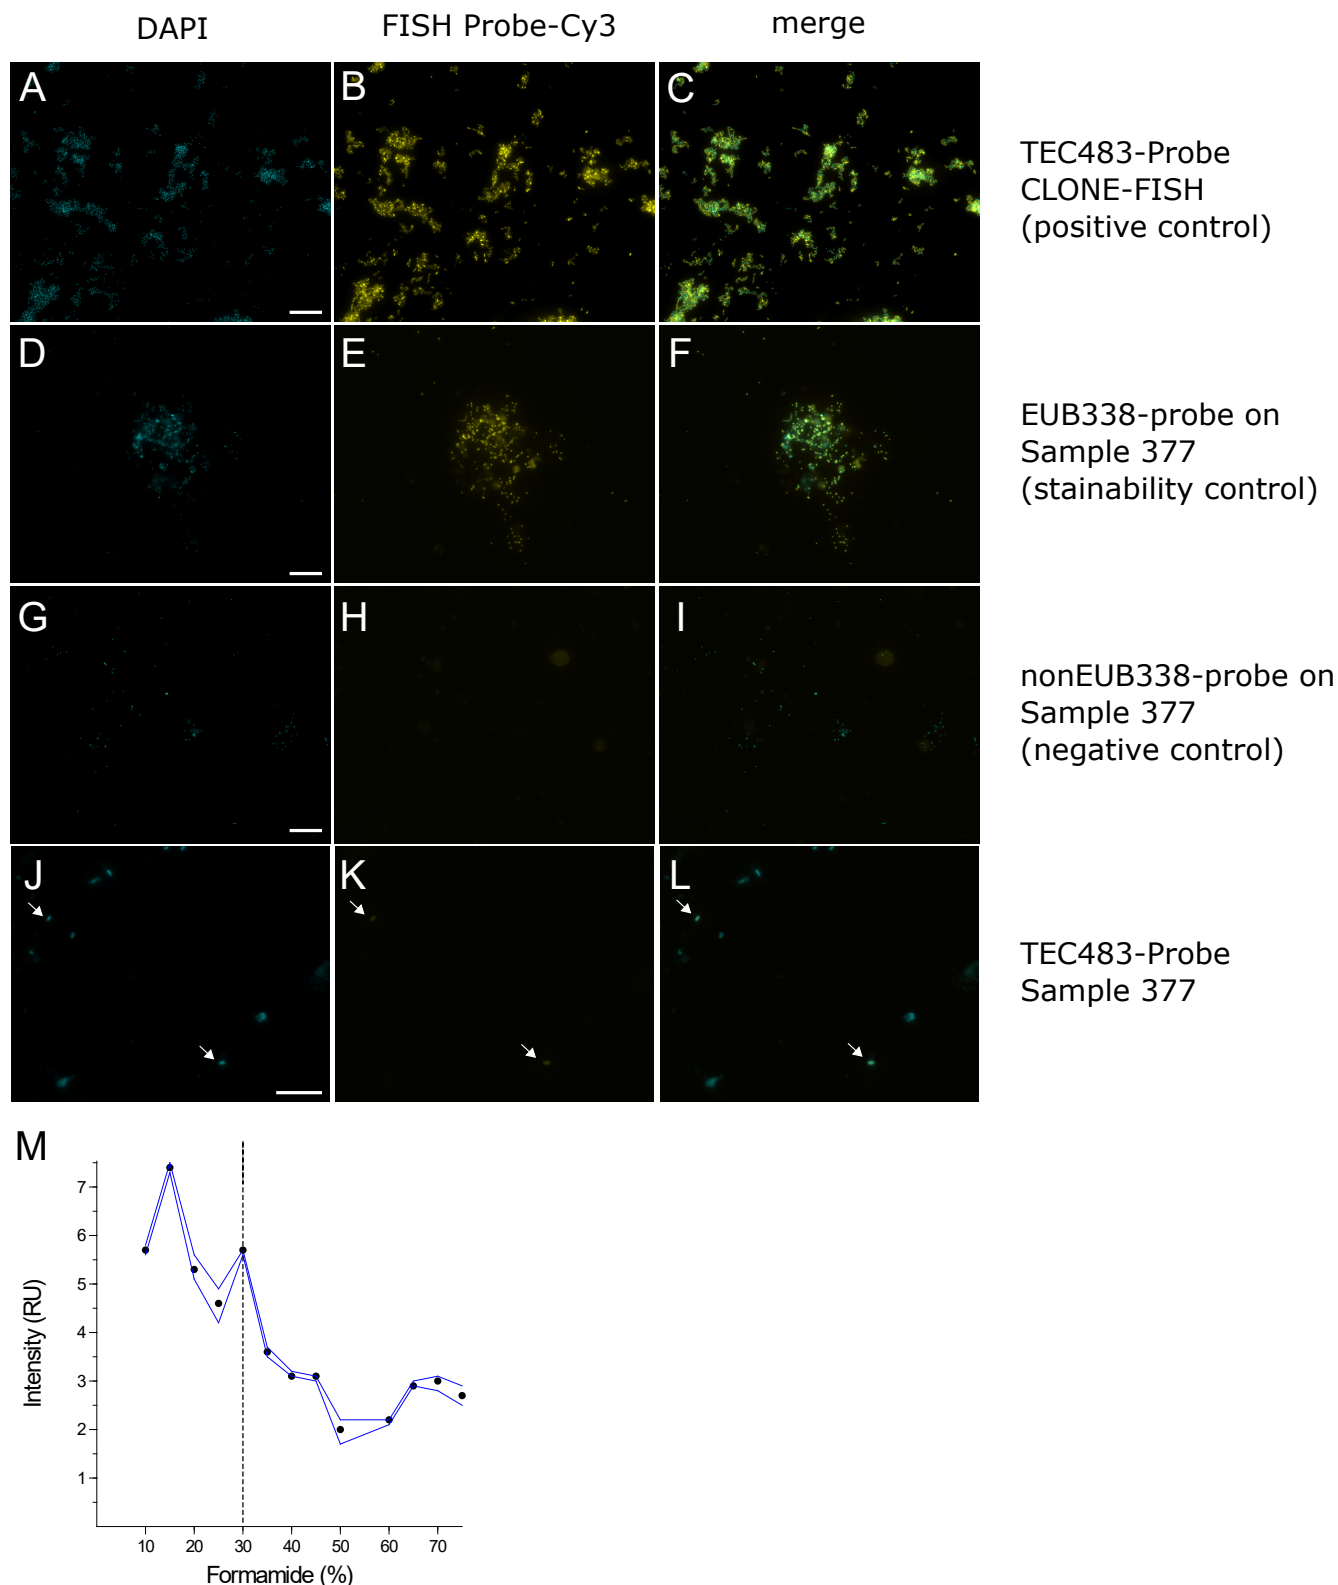 DAPI
FISH Probe-Cy3
merge
A
B
C
TEC483-Probe
CLONE-FISH
(positive control)
D
E
F
EUB338-probe on
Sample 377
(stainability control)
G
H
I
nonEUB338-probe on
Sample 377
(negative control)
J
K
L
TEC483-Probe
Sample 377
M
7
6
5
4
3
2
1
Intensity (RU)
10 20 30 40 50 60 70
Formamide (%)